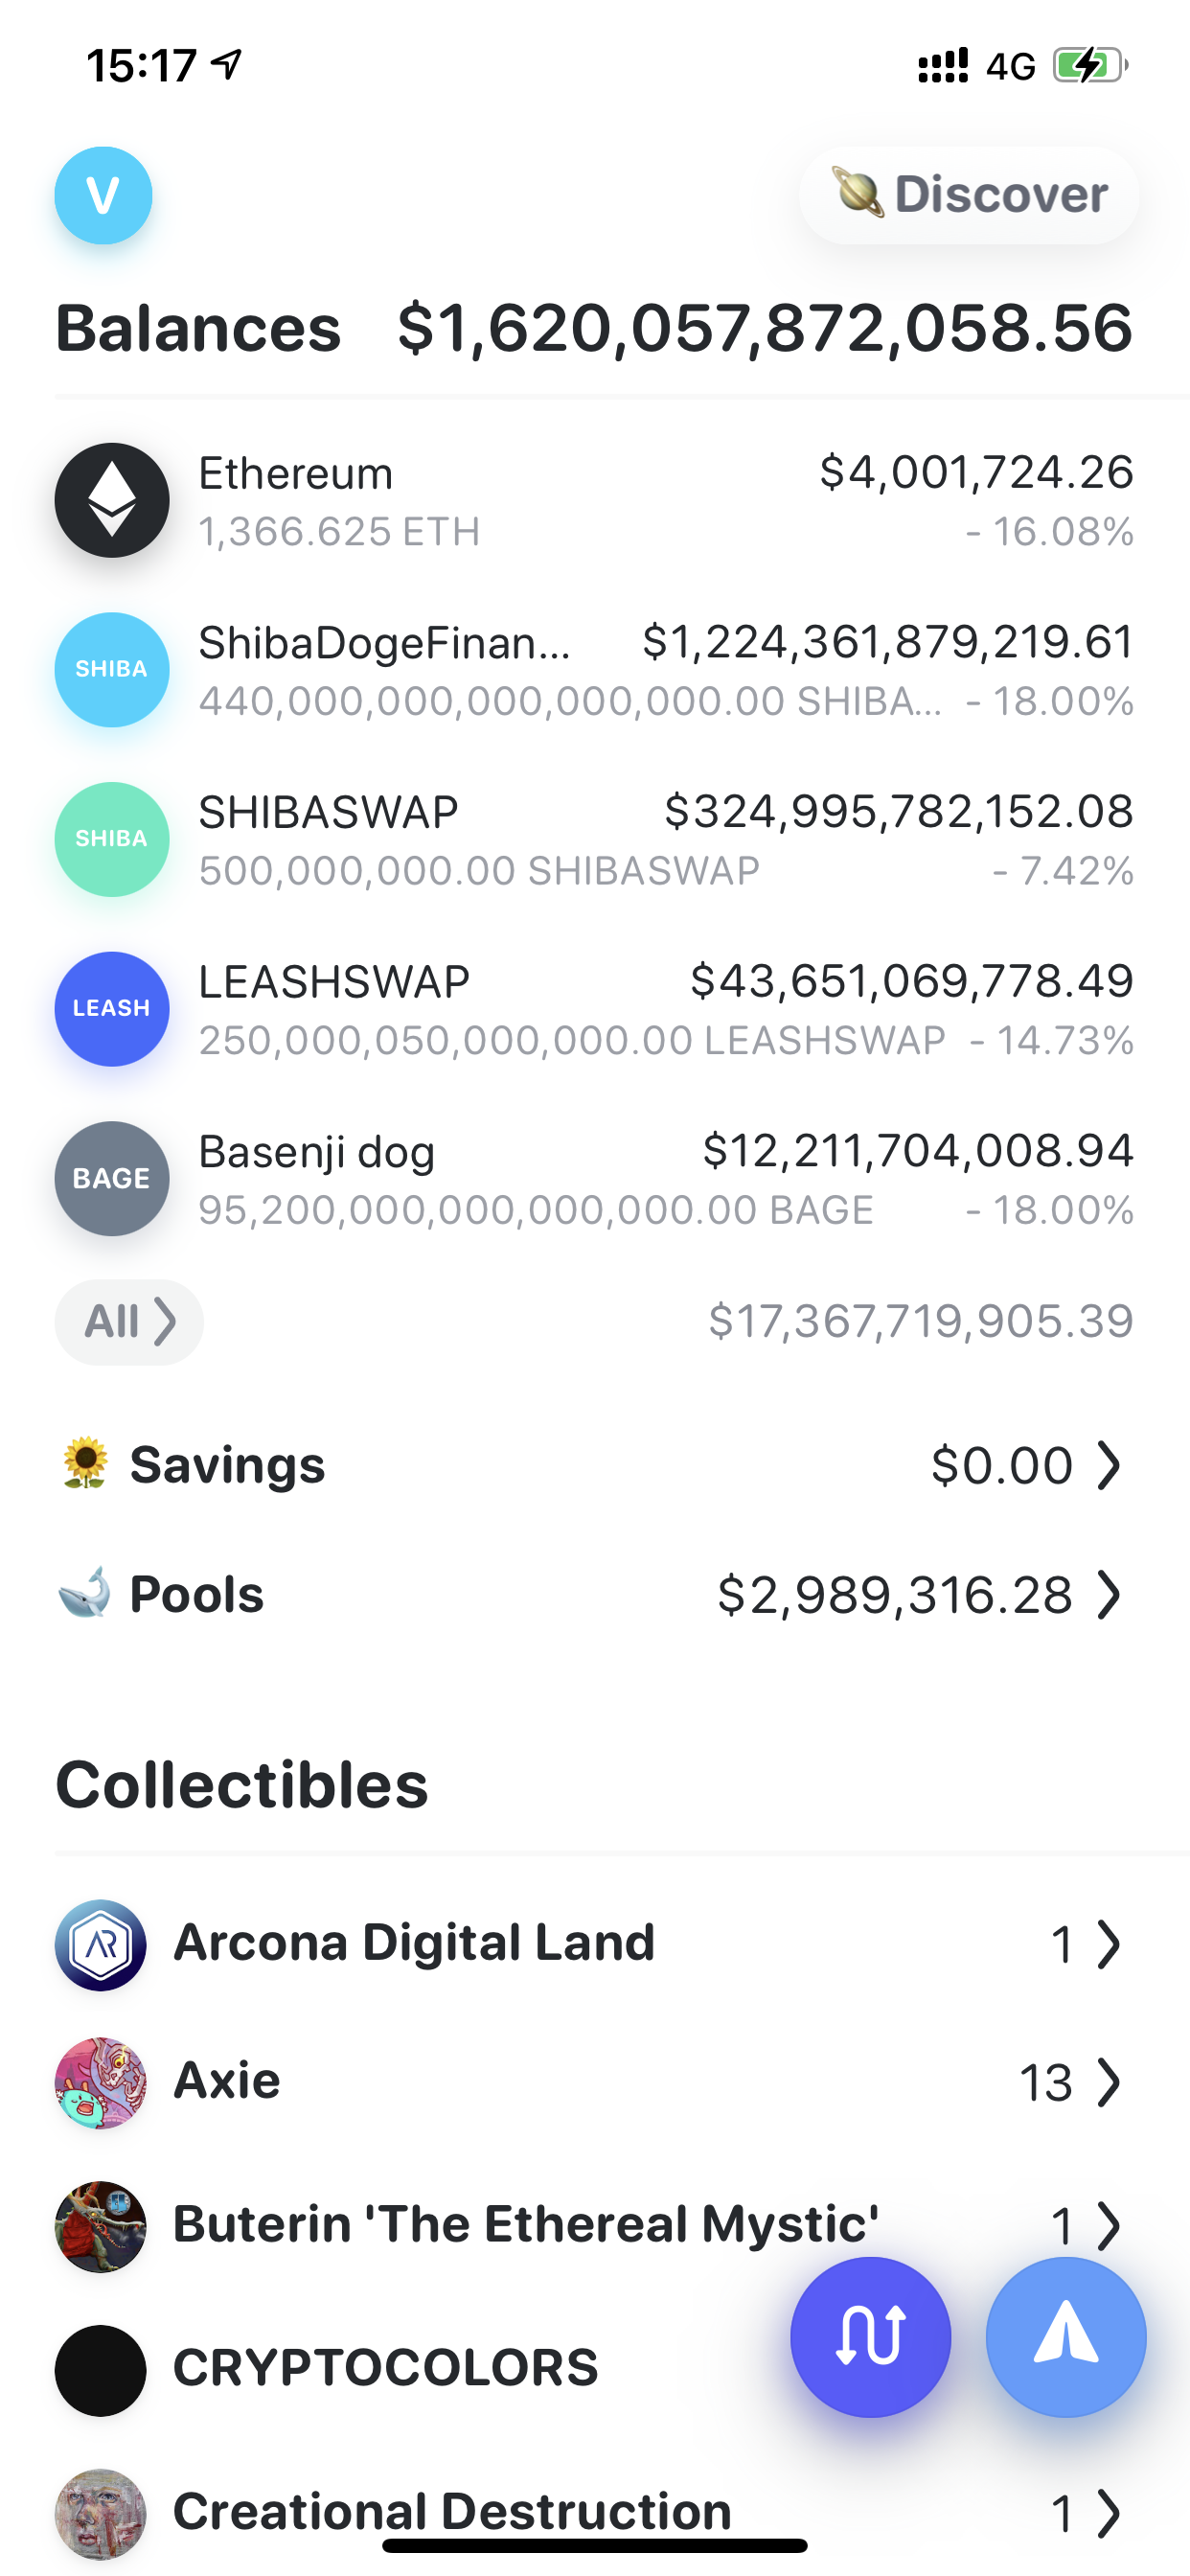 15:17 4G
V Discover
Balances $1,620,057,872,058.56
Ethereum $4,001,724.26
1,366.625 ETH - 16.08%
SHIBA
ShibaDogeFinan... $1,224,361,879,219.61
440,000,000,000,000,000.00 SHIBA... - 18.00%
SHIBA
SHIBASWAP $324,995,782,152.08
500,000,000.00 SHIBASWAP - 7.42%
LEASH
LEASHSWAP $43,651,069,778.49
250,000,050,000,000.00 LEASHSWAP - 14.73%
BAGE
Basenji dog $12,211,704,008.94
95,200,000,000,000,000.00 BAGE - 18.00%
All $17,367,719,905.39
Savings $0.00
Pools $2,989,316.28
Collectibles
AR
Arcona Digital Land 1
Axie 13
Buterin 'The Ethereal Mystic' 1
CRYPTOCOLORS
Creational Destruction 1